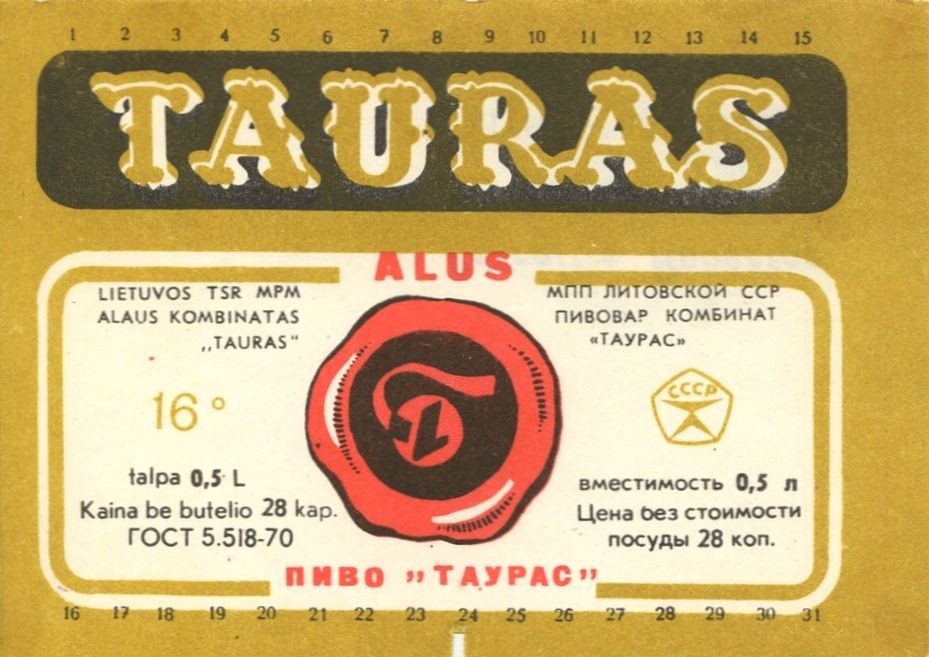 1 2 3 4 5 6 7 8 9 10 11 12 13 14 15
TAURAS
ALUS
LIETUVOS TSR MPM
ALAUS KOMBINATAS
„TAURAS"
16°
talpa 0,5 L
Kaina be butelio 28 kap.
ГОСТ 5.518-70
МПП ЛИТОВСКОЙ ССР
ПИВОВАР КОМБИНАТ
«ТАУРАС»
СССР
вместимость 0,5 л
Цена без стоимости
посуды 28 коп.
ПИВО „ТАУРАС"
16 17 18 19 20 21 22 23 24 25 26 27 28 29 30 31